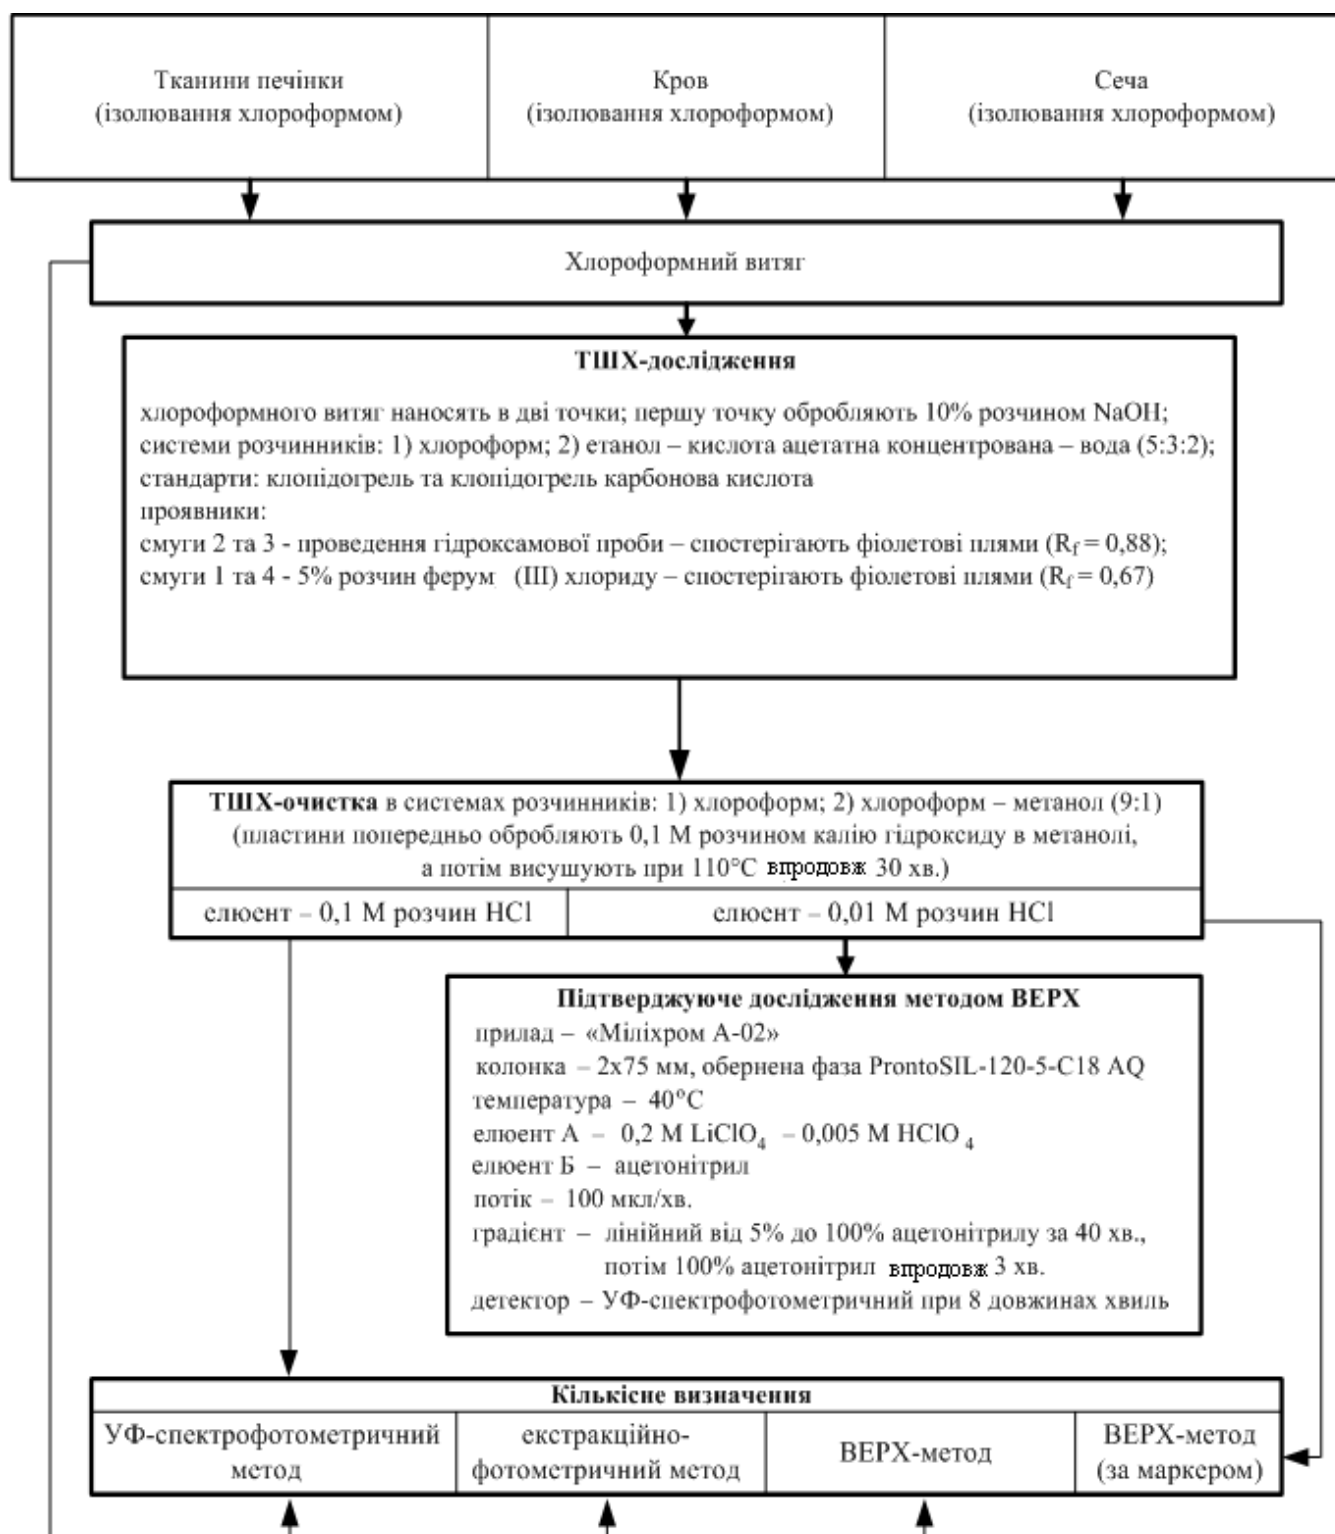 Тканини печінки
(ізолювання хлороформом)
Кров
(ізолювання хлороформом)
Сеча
(ізолювання хлороформом)
Хлороформний витяг
ТШХ-дослідження
хлороформного витяг наносять в дві точки; першу точку обробляють 10% розчином NaOH;
системи розчинників: 1) хлороформ; 2) етанол – кислота ацетатна концентрована – вода (5:3:2);
стандарти: клопідогрель та клопідогрель карбонова кислота
проявники:
смуги 2 та 3 - проведення гідроксамової проби – спостерігають фіолетові плями (Rf = 0,88);
смуги 1 та 4 - 5% розчин ферум (III) хлориду – спостерігають фіолетові плями (Rf = 0,67)
ТШХ-очистка в системах розчинників: 1) хлороформ; 2) хлороформ – метанол (9:1)
(пластини попередньо обробляють 0,1 М розчином калію гідроксиду в метанолі,
а потім висушують при 110°С впродовж 30 хв.)
елюент – 0,1 М розчин HCl
елюент – 0,01 М розчин HCl
Підтверджуюче дослідження методом ВЕРХ
прилад – «Міліхром А-02»
колонка – 2х75 мм, обернена фаза ProntoSIL-120-5-C18 AQ
температура – 40°С
елюент А – 0,2 М LiClO4 – 0,005 М HClO4
елюент Б – ацетонітрил
потік – 100 мкл/хв.
градієнт – лінійний від 5% до 100% ацетонітрилу за 40 хв.,
потім 100% ацетонітрил впродовж 3 хв.
детектор – УФ-спектрофотометричний при 8 довжинах хвиль
Кількісне визначення
УФ-спектрофотометричний
метод
екстракційно-
фотометричний метод
ВЕРХ-метод
ВЕРХ-метод
(за маркером)